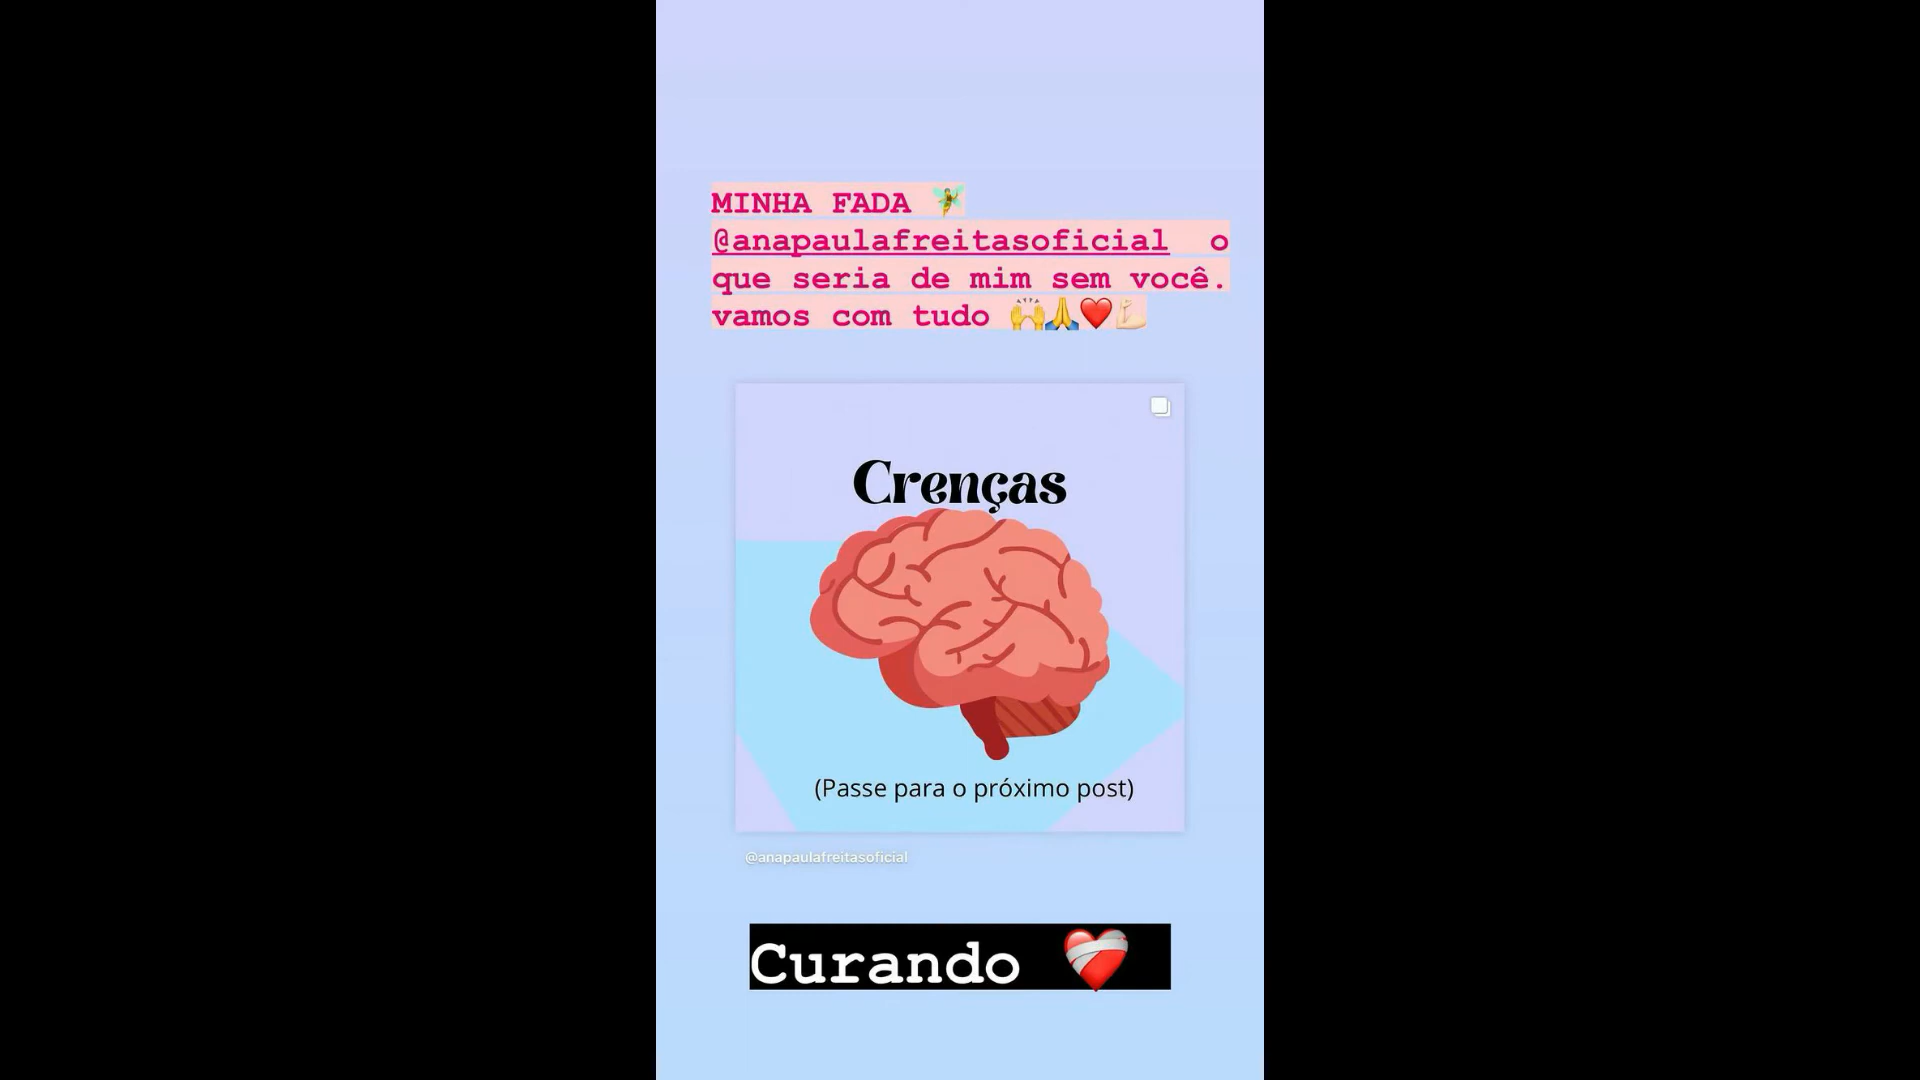 MINHA FADA 🧚
@anapaulafreitasoficial o
que seria de mim sem você.
vamos com tudo 🙌🙏❤️💪🏻
Crenças
(Passe para o próximo post)
@anapaulafreitasoficial
Curando ❤️‍🩹